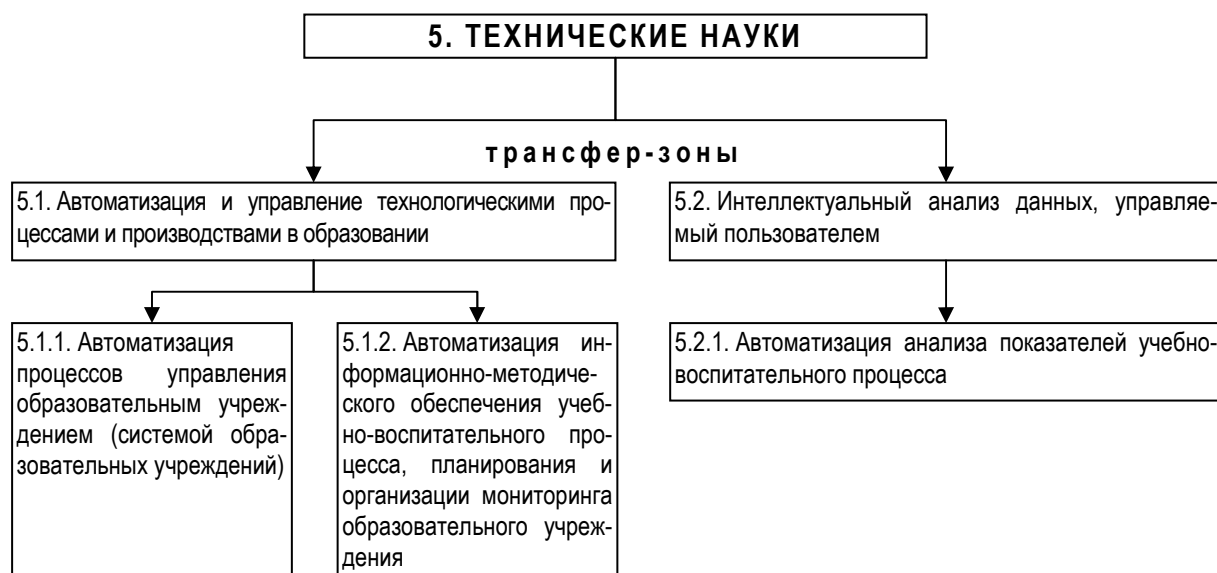 5. ТЕХНИЧЕСКИЕ НАУКИ
трансфер-зоны
5.1. Автоматизация и управление технологическими про-
цессами и производствами в образовании
5.2. Интеллектуальный анализ данных, управляе-
мый пользователем
5.1.1. Автоматизация
процессов управления
образовательным учреж-
дением (системой обра-
зовательных учреждений)
5.1.2. Автоматизация ин-
формационно-методиче-
ского обеспечения учеб-
но-воспитательного про-
цесса, планирования и
организации мониторинга
образовательного учреж-
дения
5.2.1. Автоматизация анализа показателей учебно-
воспитательного процесса